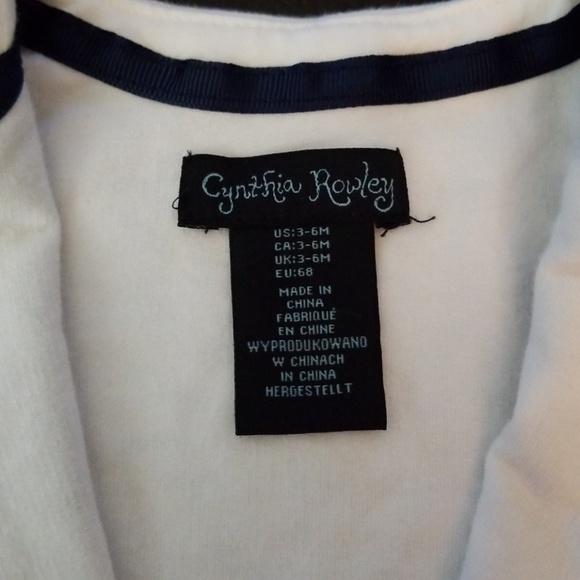 Cynthia Rowley
US:3-6M
CA:3-6M
UK:3-6M
EU:68
MADE IN
CHINA
FABRIQUÉ
EN CHINE
WYPRODUKOWANO
W CHINACH
IN CHINA
HERGESTELLT